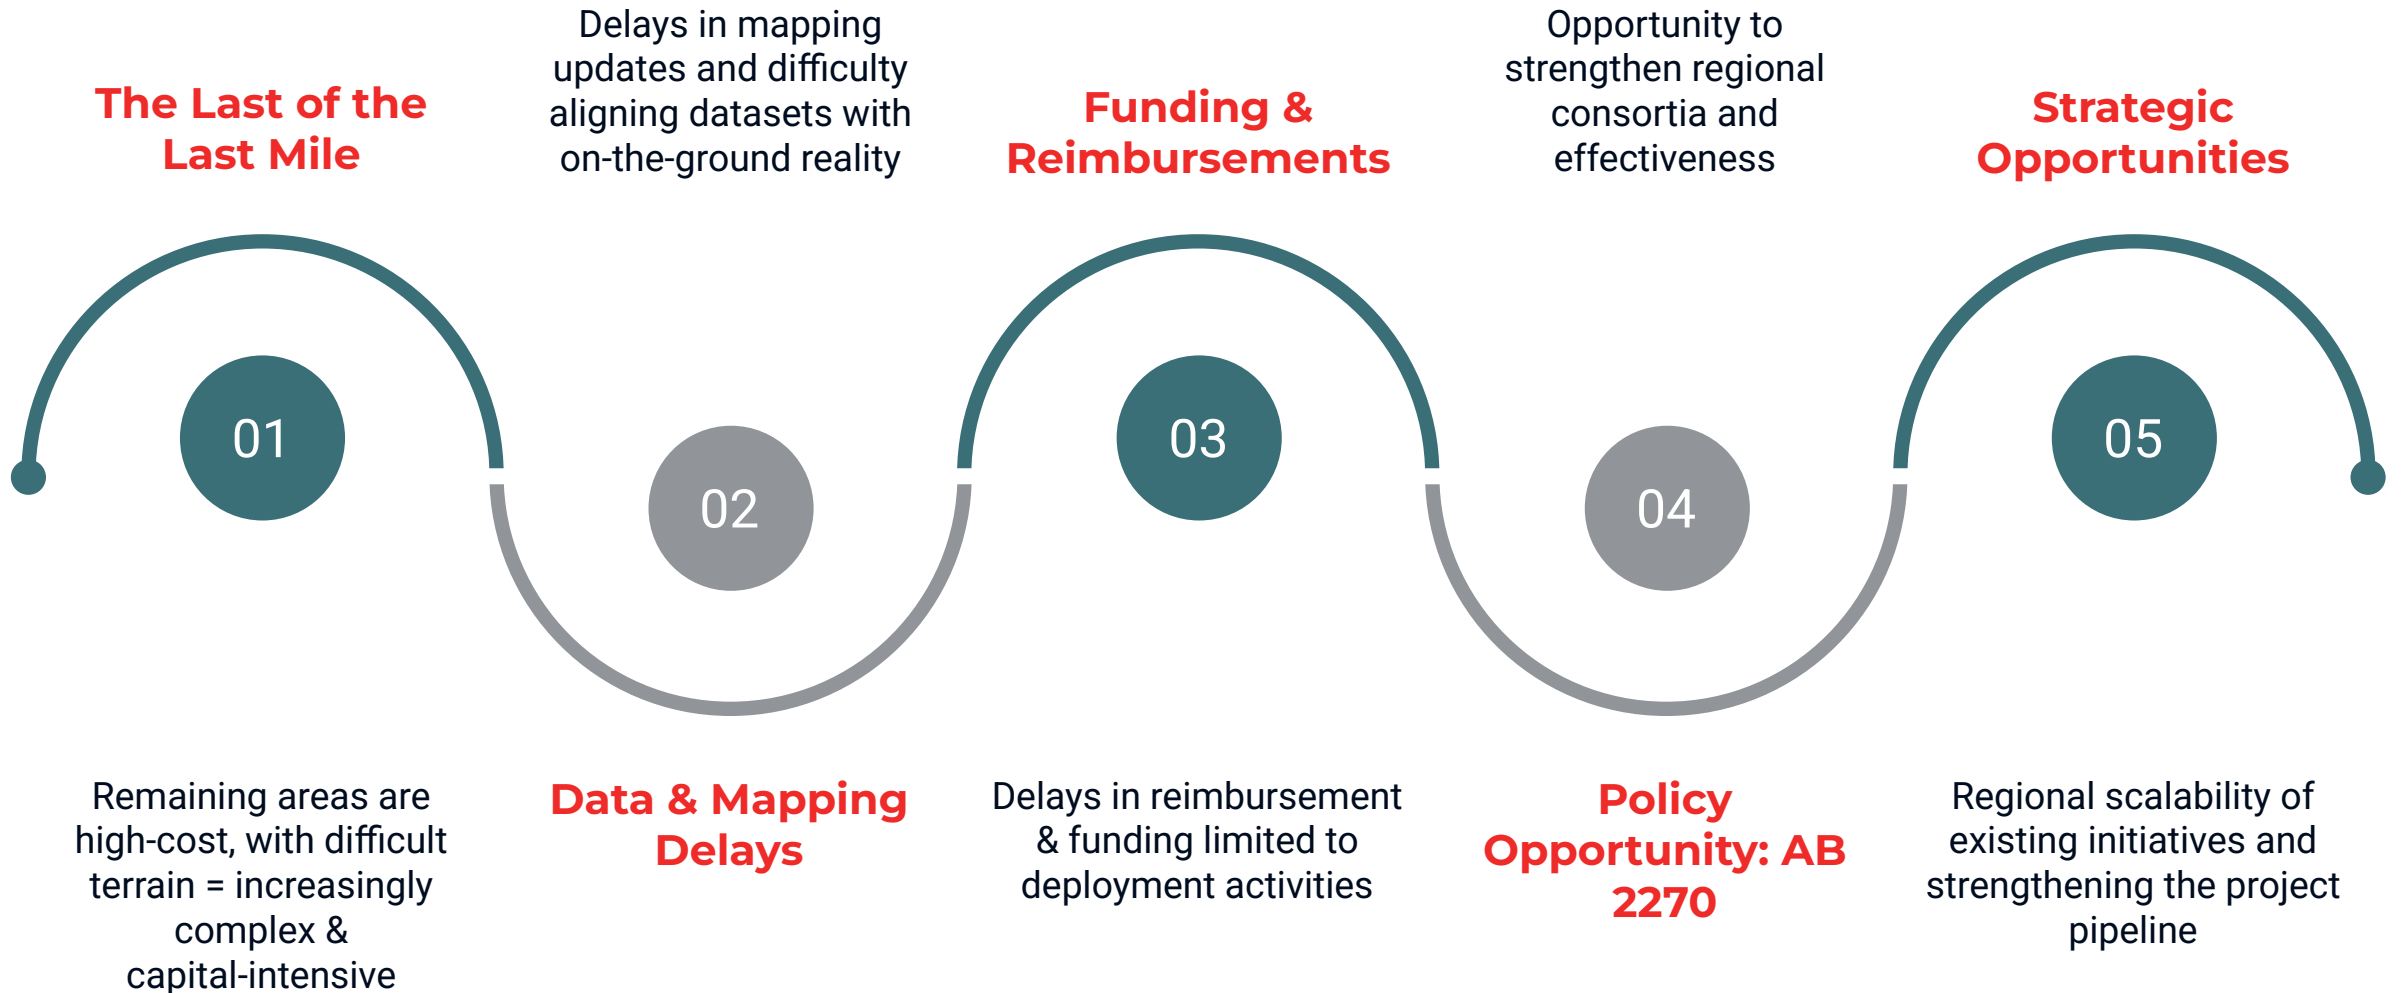 The Last of the
Last Mile
01
Remaining areas are
high-cost, with difficult
terrain = increasingly
complex &
capital-intensive
Delays in mapping
updates and difficulty
aligning datasets with
on-the-ground reality
02
Data & Mapping
Delays
Funding &
Reimbursements
03
Delays in reimbursement
& funding limited to
deployment activities
Opportunity to
strengthen regional
consortia and
effectiveness
04
Policy
Opportunity: AB
2270
Strategic
Opportunities
05
Regional scalability of
existing initiatives and
strengthening the project
pipeline